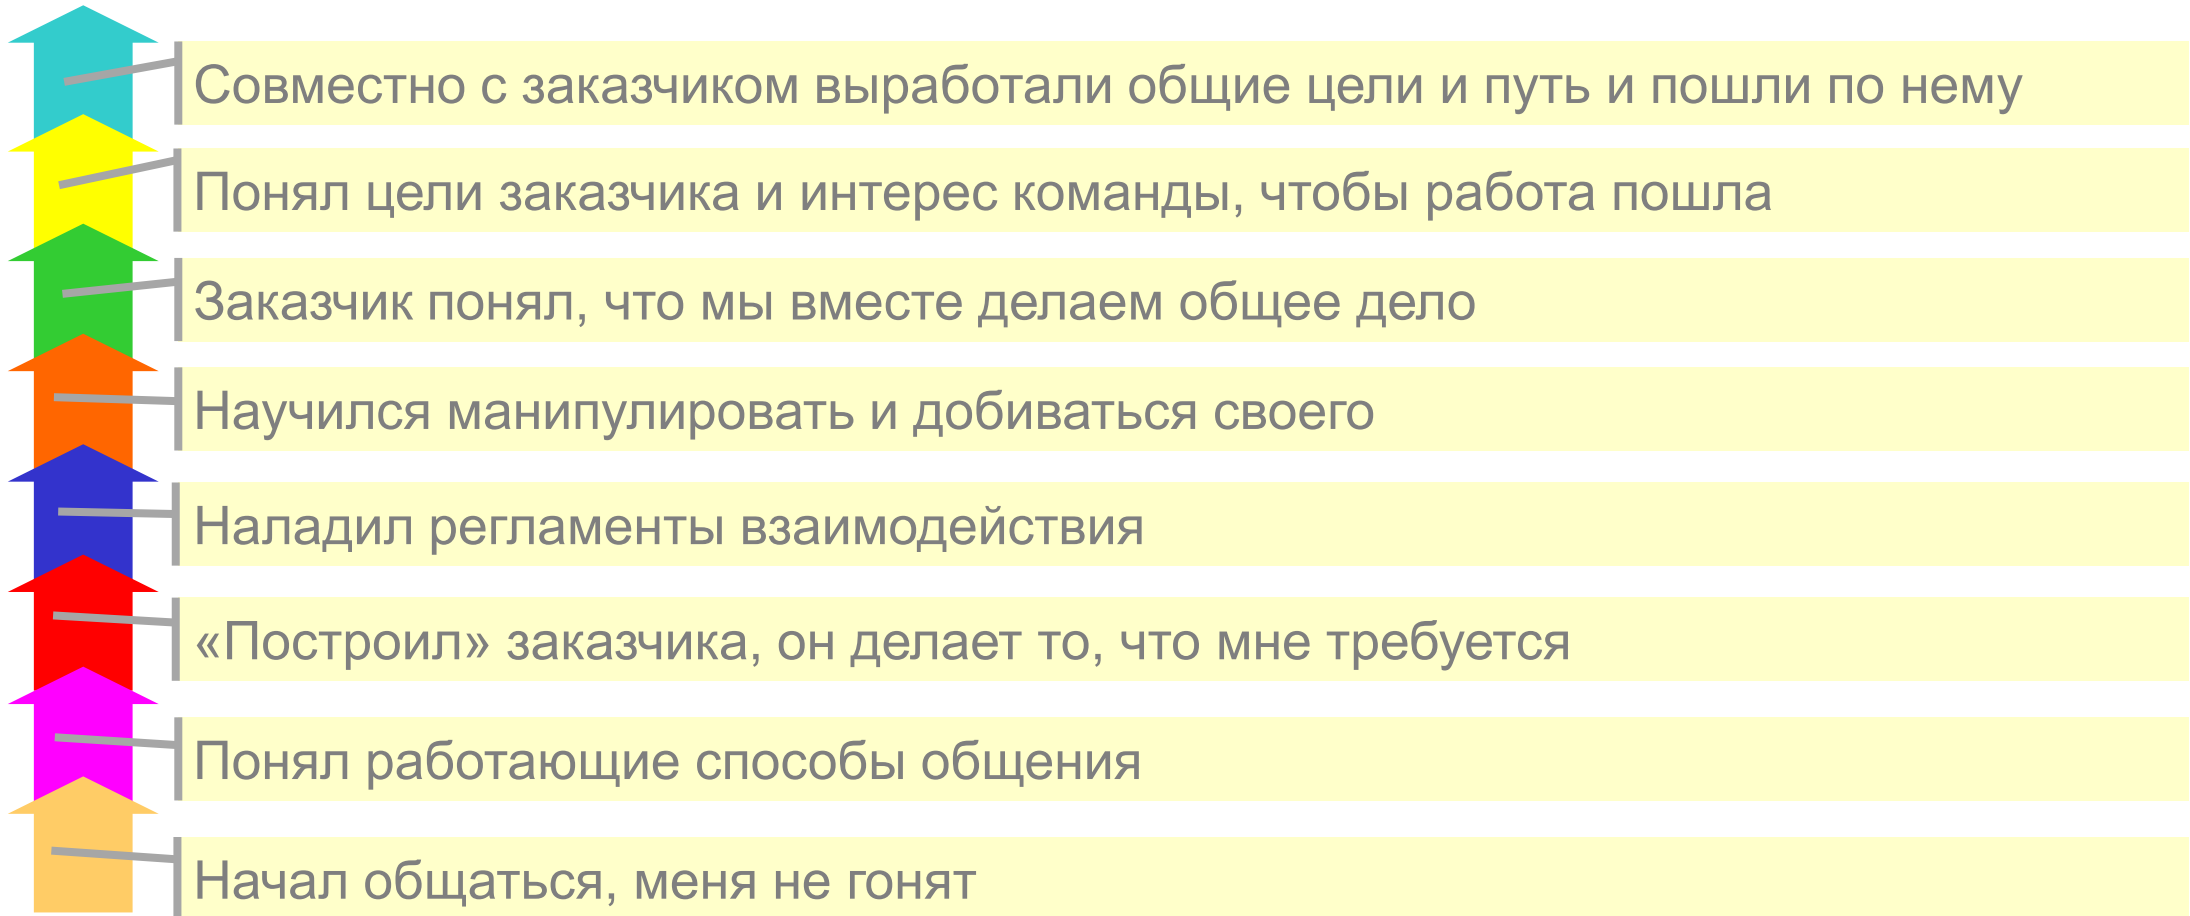 Совместно с заказчиком выработали общие цели и путь и пошли по нему
Понял цели заказчика и интерес команды, чтобы работа пошла
Заказчик понял, что мы вместе делаем общее дело
Научился манипулировать и добиваться своего
Наладил регламенты взаимодействия
«Построил» заказчика, он делает то, что мне требуется
Понял работающие способы общения
Начал общаться, меня не гонят